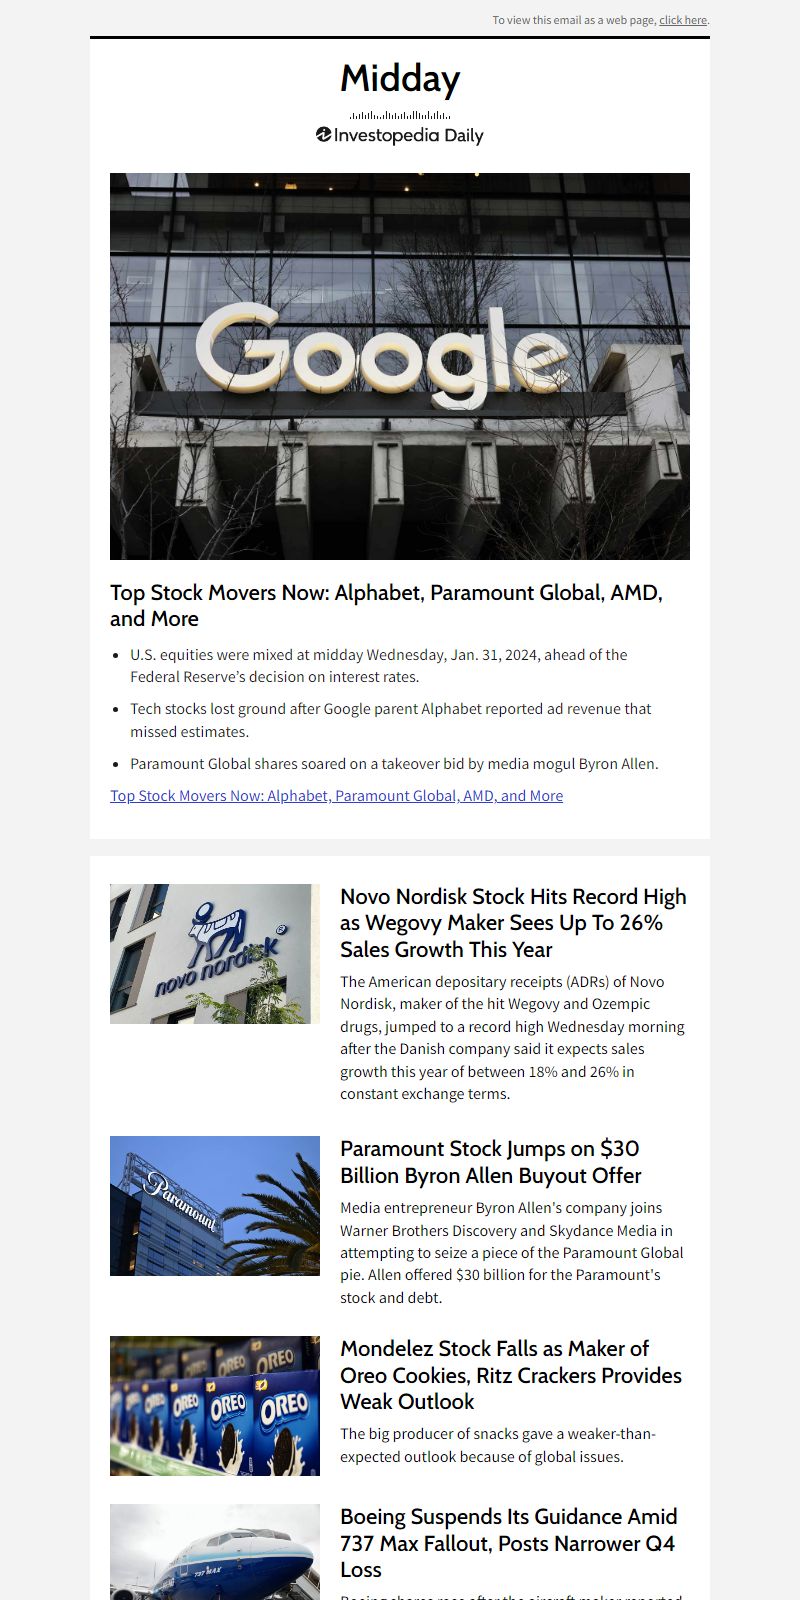 To view this email as a web page, click here.
Midday
Investopedia Daily
Google
Top Stock Movers Now: Alphabet, Paramount Global, AMD,
and More
• U.S. equities were mixed at midday Wednesday, Jan. 31, 2024, ahead of the
Federal Reserve’s decision on interest rates.
• Tech stocks lost ground after Google parent Alphabet reported ad revenue that
missed estimates.
• Paramount Global shares soared on a takeover bid by media mogul Byron Allen.
Top Stock Movers Now: Alphabet, Paramount Global, AMD, and More
novo nordisk®
Novo Nordisk Stock Hits Record High
as Wegovy Maker Sees Up To 26%
Sales Growth This Year
The American depositary receipts (ADRs) of Novo
Nordisk, maker of the hit Wegovy and Ozempic
drugs, jumped to a record high Wednesday morning
after the Danish company said it expects sales
growth this year of between 18% and 26% in
constant exchange terms.
Paramount
Paramount Stock Jumps on $30
Billion Byron Allen Buyout Offer
Media entrepreneur Byron Allen's company joins
Warner Brothers Discovery and Skydance Media in
attempting to seize a piece of the Paramount Global
pie. Allen offered $30 billion for the Paramount's
stock and debt.
OREO OREO
OREO OREO OREO OREO
Mondelez Stock Falls as Maker of
Oreo Cookies, Ritz Crackers Provides
Weak Outlook
The big producer of snacks gave a weaker-than-
expected outlook because of global issues.
737 MAX
Boeing Suspends Its Guidance Amid
737 Max Fallout, Posts Narrower Q4
Loss